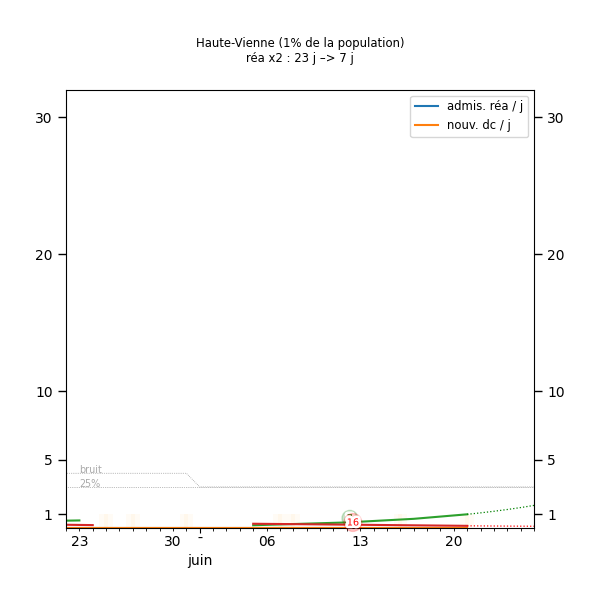 Haute-Vienne (1% de la population)
réa x2 : 23 j –> 7 j
admis. réa / j
nouv. dc / j
30 30
20 20
10 10
5 5
bruit
25%
1 1
16
23 30 - 06 13 20
juin